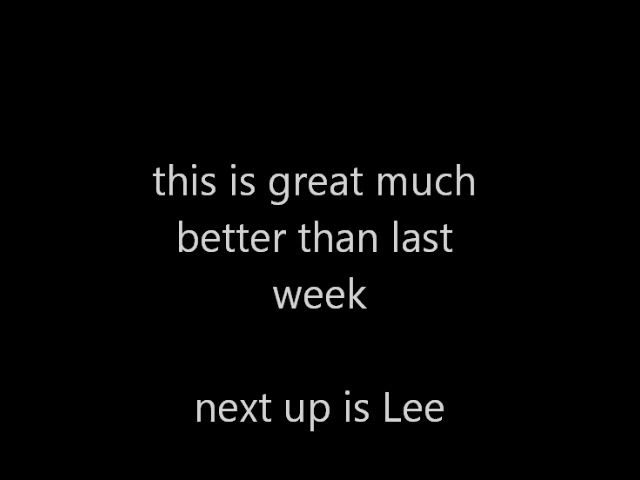 this is great much
better than last
week
next up is Lee